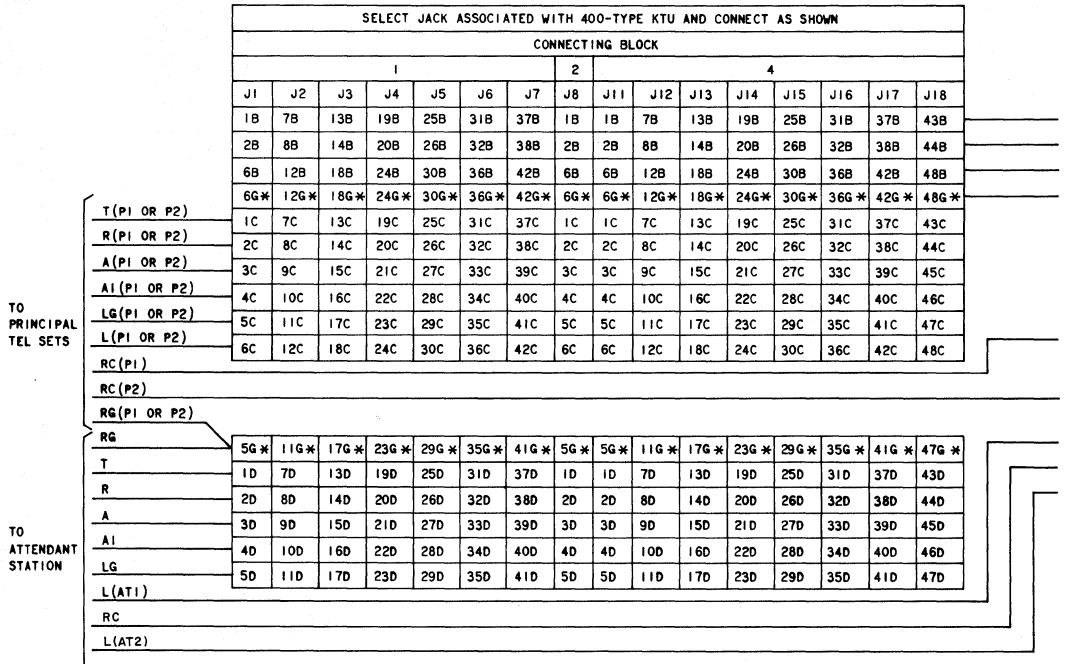 SELECT JACK ASSOCIATED WITH 400-TYPE KTU AND CONNECT AS SHOWN
CONNECTING BLOCK
1 2 4
J1 J2 J3 J4 J5 J6 J7 J8 J11 J12 J13 J14 J15 J16 J17 J18
1B 7B 13B 19B 25B 31B 37B 1B 1B 7B 13B 19B 25B 31B 37B 43B
2B 8B 14B 20B 26B 32B 38B 2B 2B 8B 14B 20B 26B 32B 38B 44B
6B 12B 18B 24B 30B 36B 42B 6B 6B 12B 18B 24B 30B 36B 42B 48B
6G* 12G* 18G* 24G* 30G* 36G* 42G* 6G* 6G* 12G* 18G* 24G* 30G* 36G* 42G* 48G*
T(P1 OR P2) 1C 7C 13C 19C 25C 31C 37C 1C 1C 7C 13C 19C 25C 31C 37C 43C
R(P1 OR P2) 2C 8C 14C 20C 26C 32C 38C 2C 2C 8C 14C 20C 26C 32C 38C 44C
A(P1 OR P2) 3C 9C 15C 21C 27C 33C 39C 3C 3C 9C 15C 21C 27C 33C 39C 45C
A1(P1 OR P2) 4C 10C 16C 22C 28C 34C 40C 4C 4C 10C 16C 22C 28C 34C 40C 46C
LG(P1 OR P2) 5C 11C 17C 23C 29C 35C 41C 5C 5C 11C 17C 23C 29C 35C 41C 47C
L(P1 OR P2) 6C 12C 18C 24C 30C 36C 42C 6C 6C 12C 18C 24C 30C 36C 42C 48C
TO
PRINCIPAL
TEL SETS
RC(P1)
RC(P2)
RG(P1 OR P2)
RG 5G* 11G* 17G* 23G* 29G* 35G* 41G* 5G* 5G* 11G* 17G* 23G* 29G* 35G* 41G* 47G*
T 1D 7D 13D 19D 25D 31D 37D 1D 1D 7D 13D 19D 25D 31D 37D 43D
R 2D 8D 14D 20D 26D 32D 38D 2D 2D 8D 14D 20D 26D 32D 38D 44D
A 3D 9D 15D 21D 27D 33D 39D 3D 3D 9D 15D 21D 27D 33D 39D 45D
A1 4D 10D 16D 22D 28D 34D 40D 4D 4D 10D 16D 22D 28D 34D 40D 46D
LG 5D 11D 17D 23D 29D 35D 41D 5D 5D 11D 17D 23D 29D 35D 41D 47D
TO
ATTENDANT
STATION
L(AT1)
RC
L(AT2)